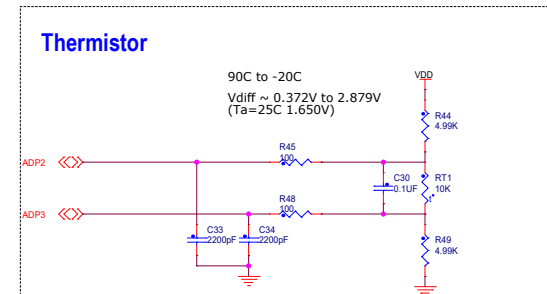 Thermistor
90C to -20C
Vdiff ~ 0.372V to 2.879V
(Ta=25C 1.650V)
VDD
R44
4.99K
R45
100
ADP2
C30
0.1UF
RT1
10K
t°
R48
100
ADP3
C33
2200pF
C34
2200pF
R49
4.99K